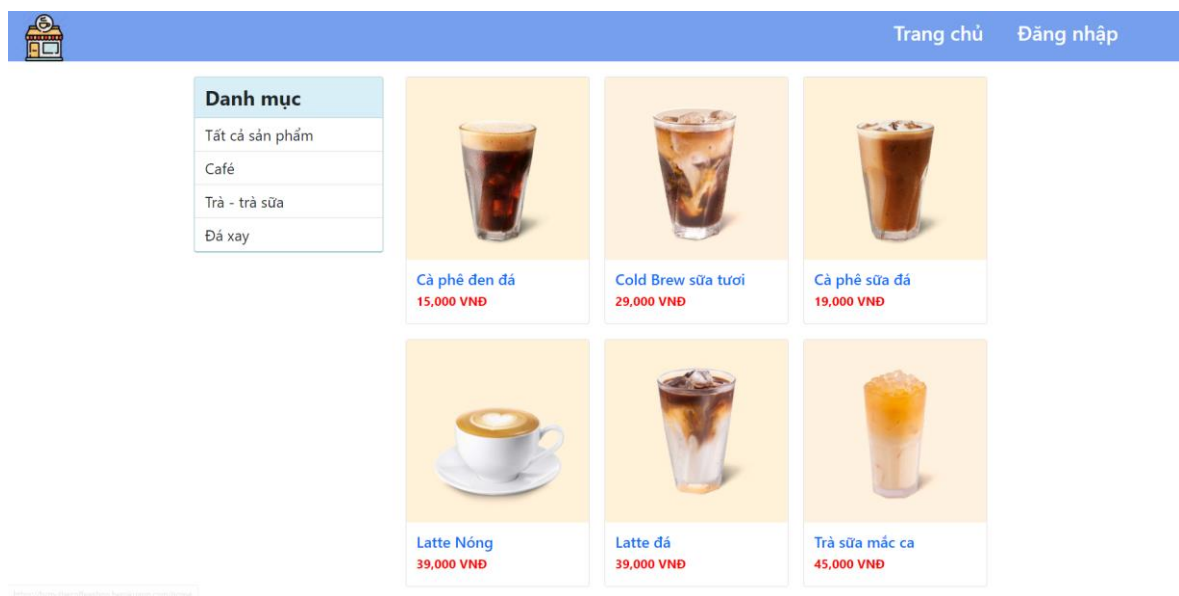 Trang chủ Đăng nhập
Danh mục
Tất cả sản phẩm
Café
Trà - trà sữa
Đá xay
Cà phê đen đá
15,000 VNĐ
Cold Brew sữa tươi
29,000 VNĐ
Cà phê sữa đá
19,000 VNĐ
Latte Nóng
39,000 VNĐ
Latte đá
39,000 VNĐ
Trà sữa mắc ca
45,000 VNĐ